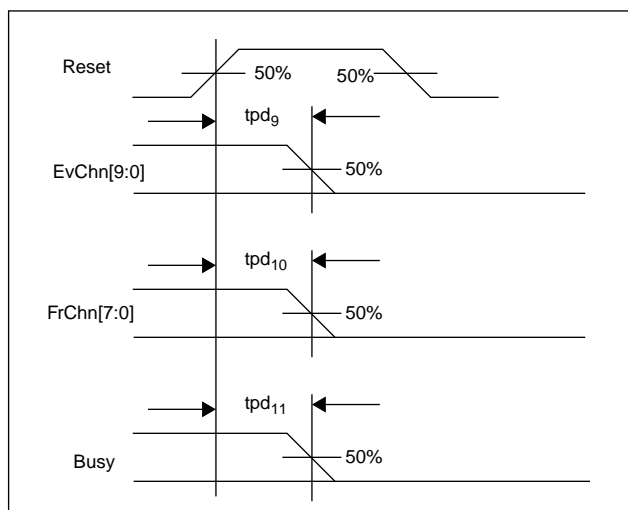 Reset
50%
50%
tpd9
EvChn[9:0]
50%
tpd10
FrChn[7:0]
50%
tpd11
Busy
50%